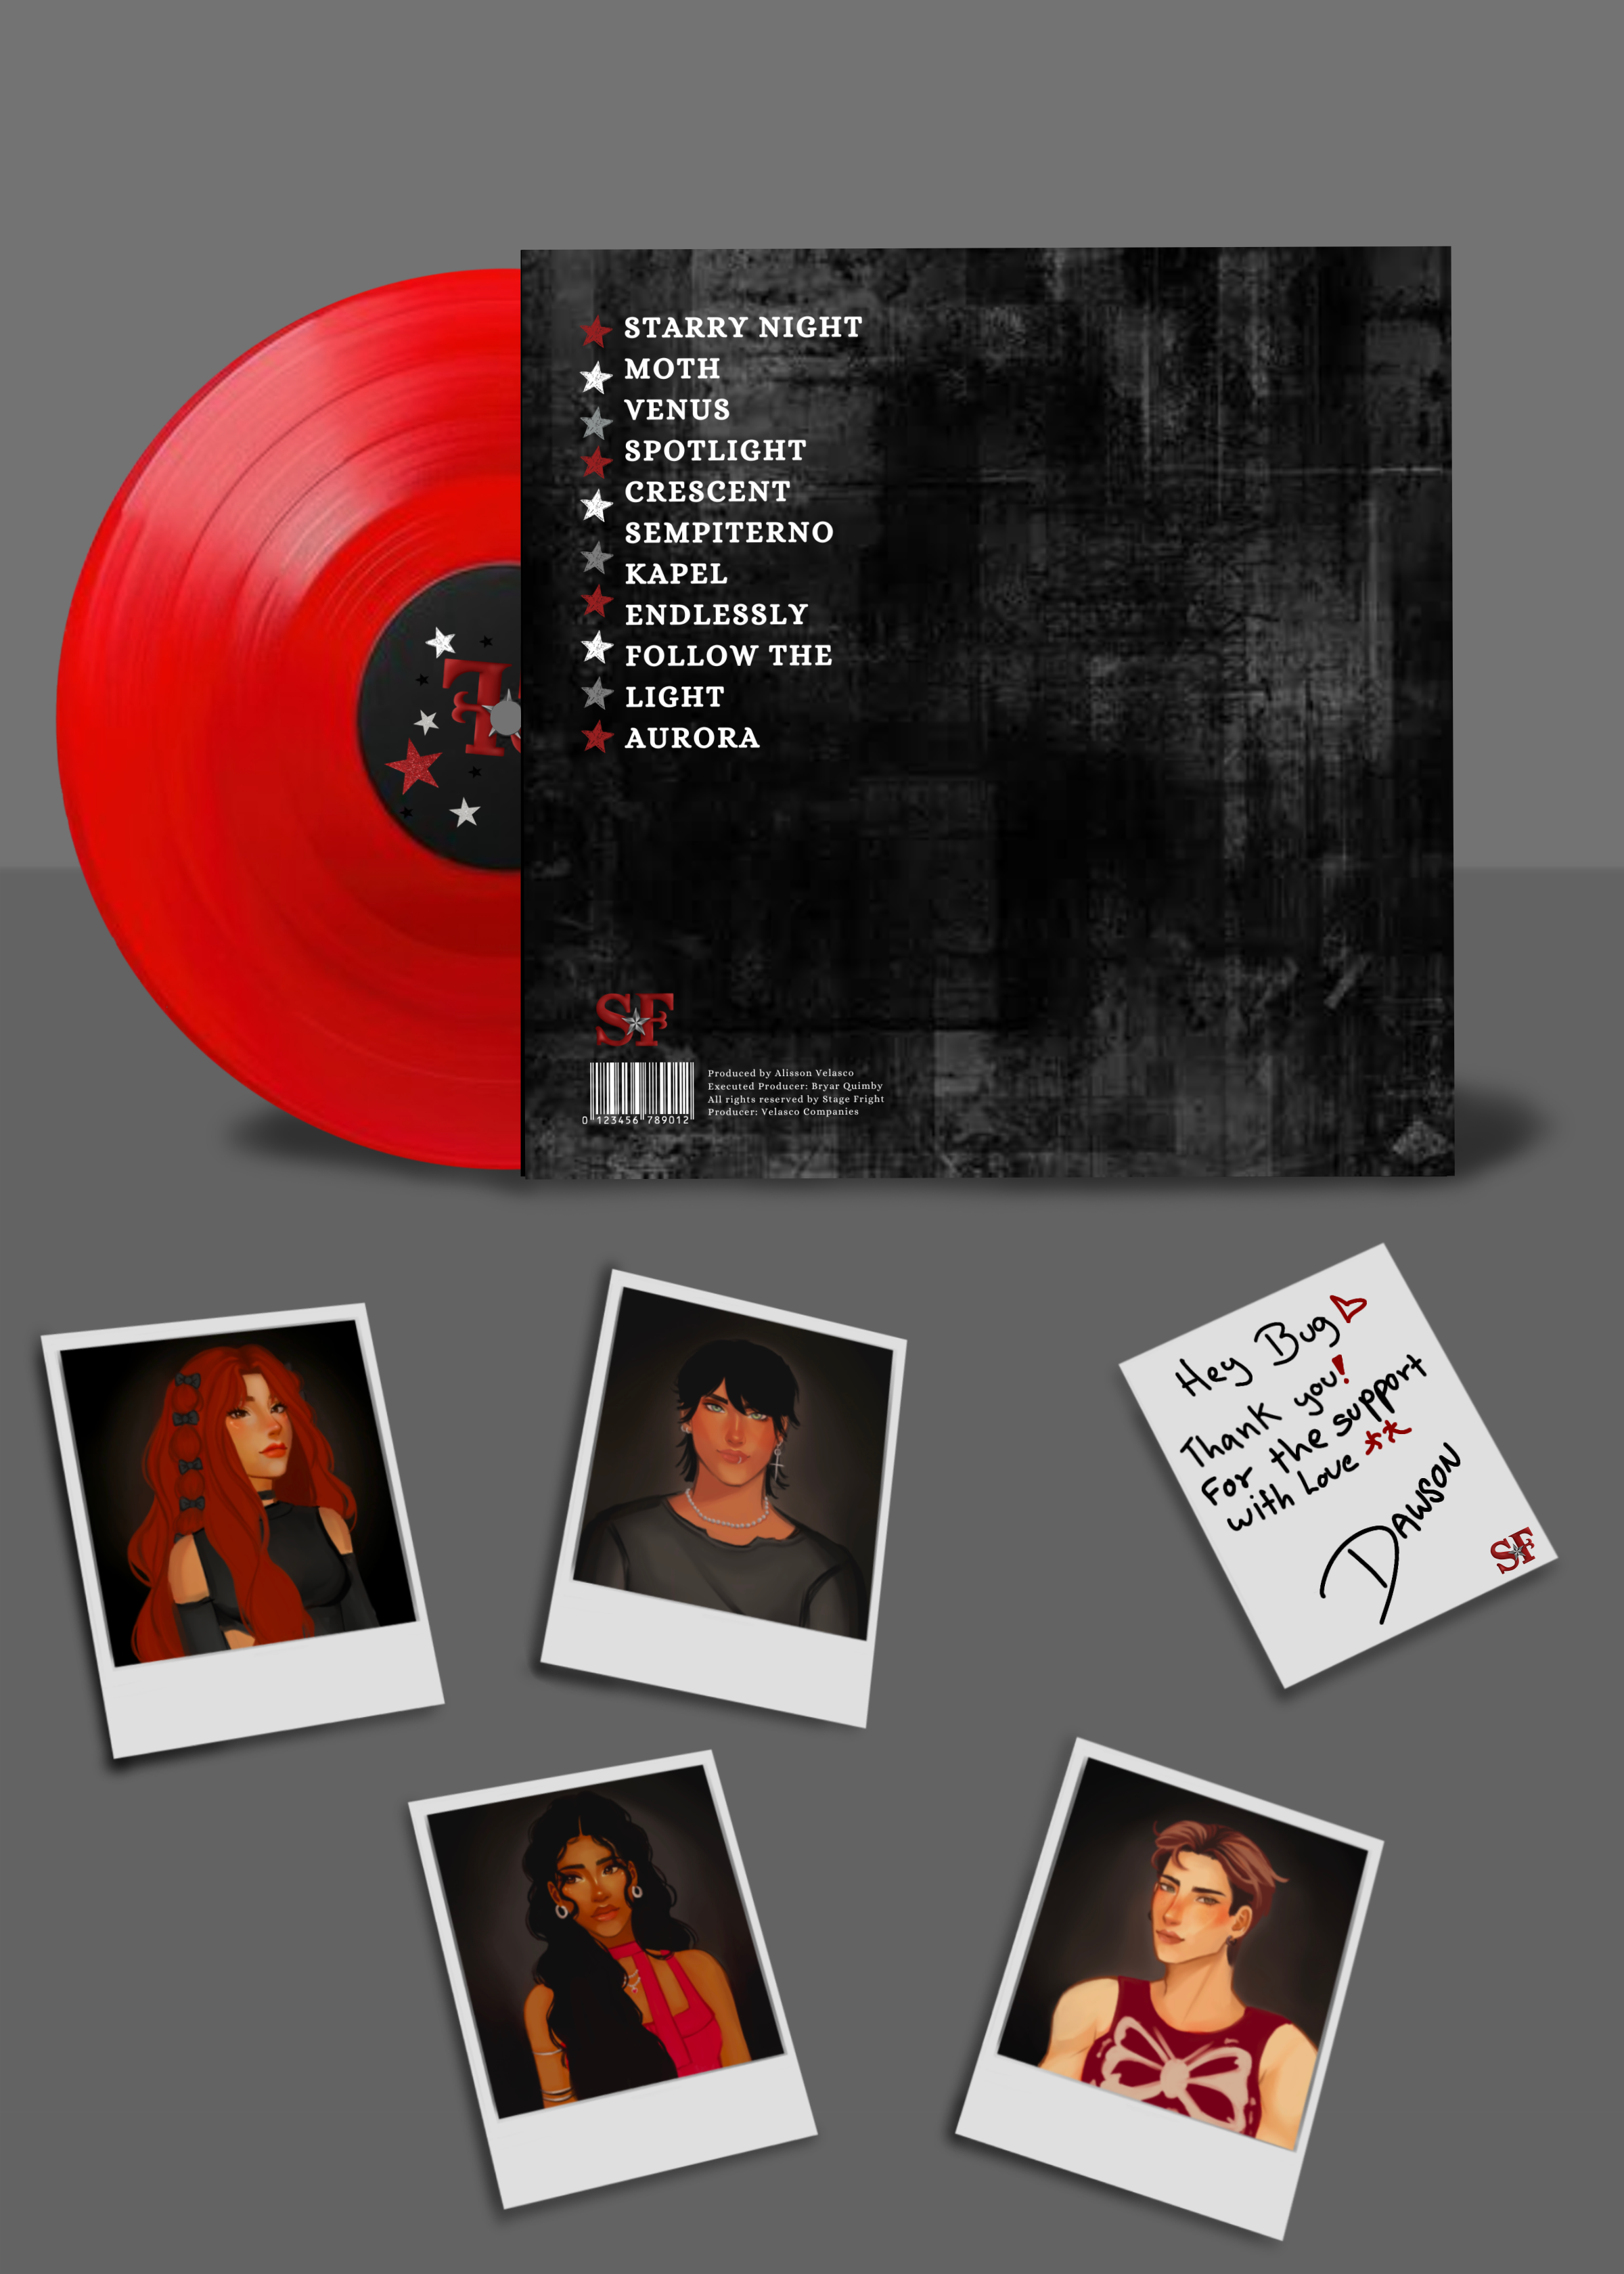 STARRY NIGHT
MOTH
VENUS
SPOTLIGHT
CRESCENT
SEMPITERNO
KAPEL
ENDLESSLY
FOLLOW THE
LIGHT
AURORA
SF
SF
0 123456 789012
Produced by Alisson Velasco
Executed Producer: Bryar Quimby
All rights reserved by Stage Fright
Producer: Velasco Companies
Hey Bug
Thank you!
For the support
with Love **
DAWSON
SF